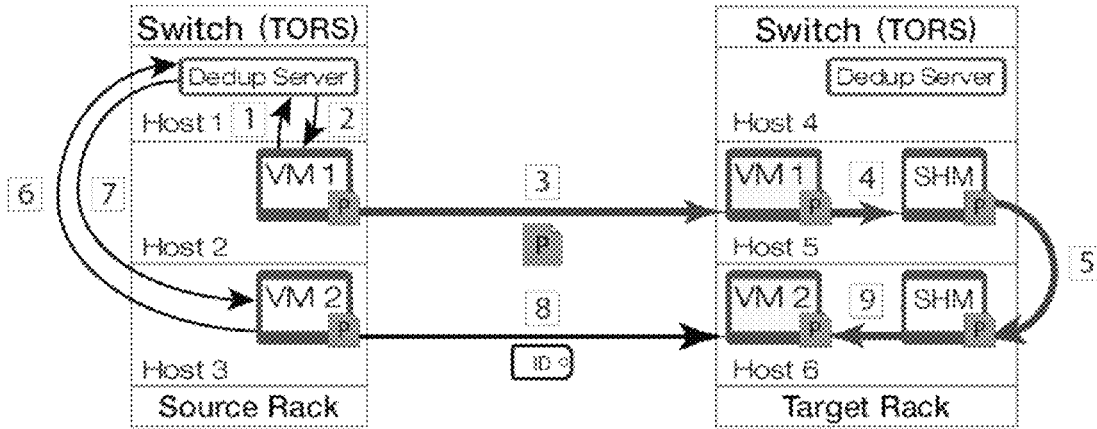 Switch (TORS)
Dedup Server
Host 1
1
2
VM 1
P
Host 2
6
7
VM 2
P
Host 3
Source Rack
3
P
8
ID
Switch (TORS)
Dedup Server
Host 4
VM 1
P
4
SHM
P
Host 5
5
VM 2
P
9
SHM
P
Host 6
Target Rack